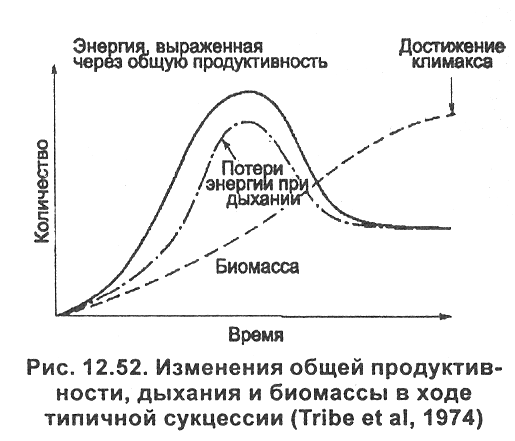 Энергия, выраженная
через общую продуктивность
Достижение
климакса
Количество
Потери
энергии при
дыхании
Биомасса
Время
Рис. 12.52. Изменения общей продуктив-
ности, дыхания и биомассы в ходе
типичной сукцессии (Tribe et al, 1974)